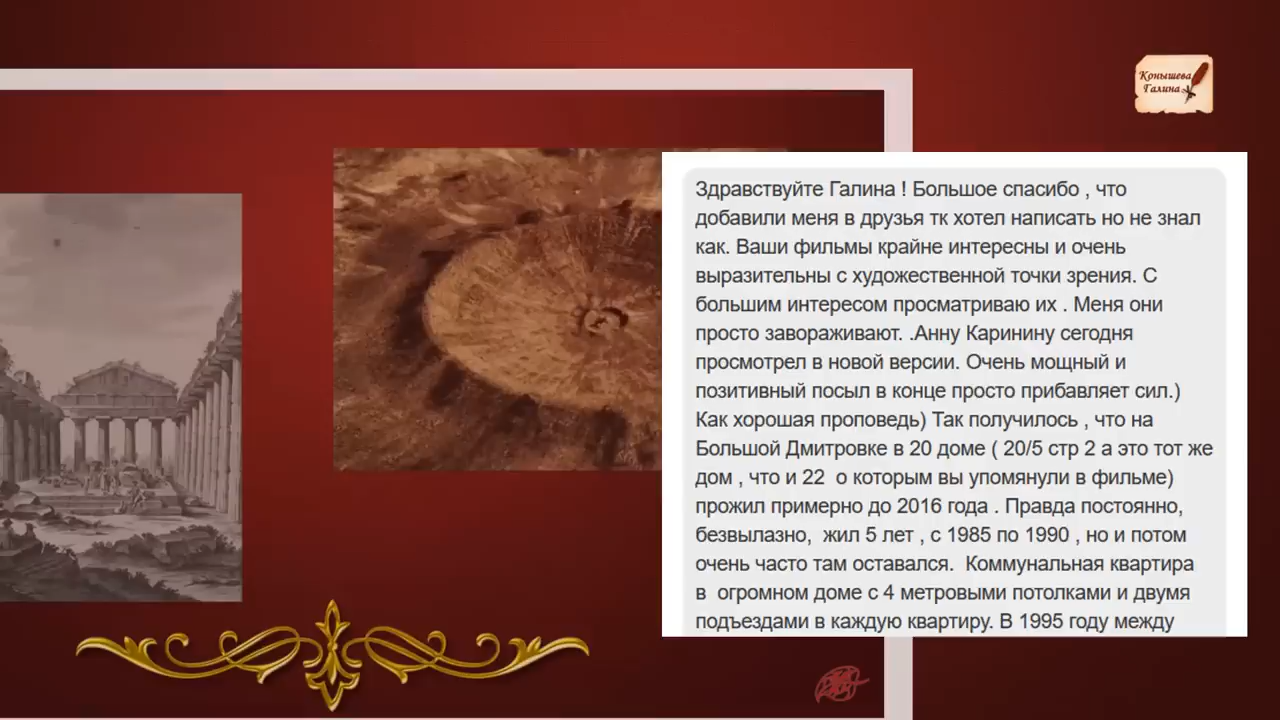 Конышева
Галина
Здравствуйте Галина ! Большое спасибо , что
добавили меня в друзья тк хотел написать но не знал
как. Ваши фильмы крайне интересны и очень
выразительны с художественной точки зрения. С
большим интересом просматриваю их . Меня они
просто завораживают. .Анну Каринину сегодня
просмотрел в новой версии. Очень мощный и
позитивный посыл в конце просто прибавляет сил.)
Как хорошая проповедь) Так получилось , что на
Большой Дмитровке в 20 доме ( 20/5 стр 2 а это тот же
дом , что и 22  о которым вы упомянули в фильме)
прожил примерно до 2016 года . Правда постоянно,
безвылазно,  жил 5 лет , с 1985 по 1990 , но и потом
очень часто там оставался.  Коммунальная квартира
в  огромном доме с 4 метровыми потолками и двумя
подъездами в каждую квартиру. В 1995 году между